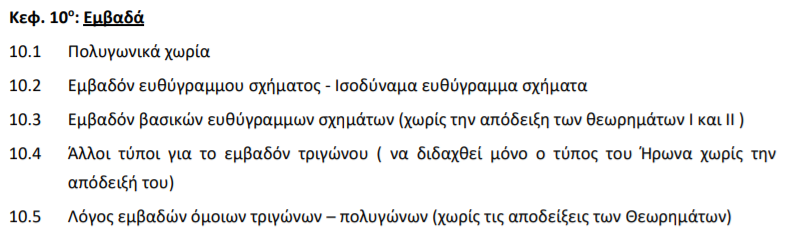 Κεφ. 10ο: Εμβαδά
10.1 Πολυγωνικά χωρία
10.2 Εμβαδόν ευθύγραμμου σχήματος - Ισοδύναμα ευθύγραμμα σχήματα
10.3 Εμβαδόν βασικών ευθύγραμμων σχημάτων (χωρίς την απόδειξη των θεωρημάτων Ι και ΙΙ )
10.4 Άλλοι τύποι για το εμβαδόν τριγώνου ( να διδαχθεί μόνο ο τύπος του Ήρωνα χωρίς την
απόδειξή του)
10.5 Λόγος εμβαδών όμοιων τριγώνων – πολυγώνων (χωρίς τις αποδείξεις των Θεωρημάτων)